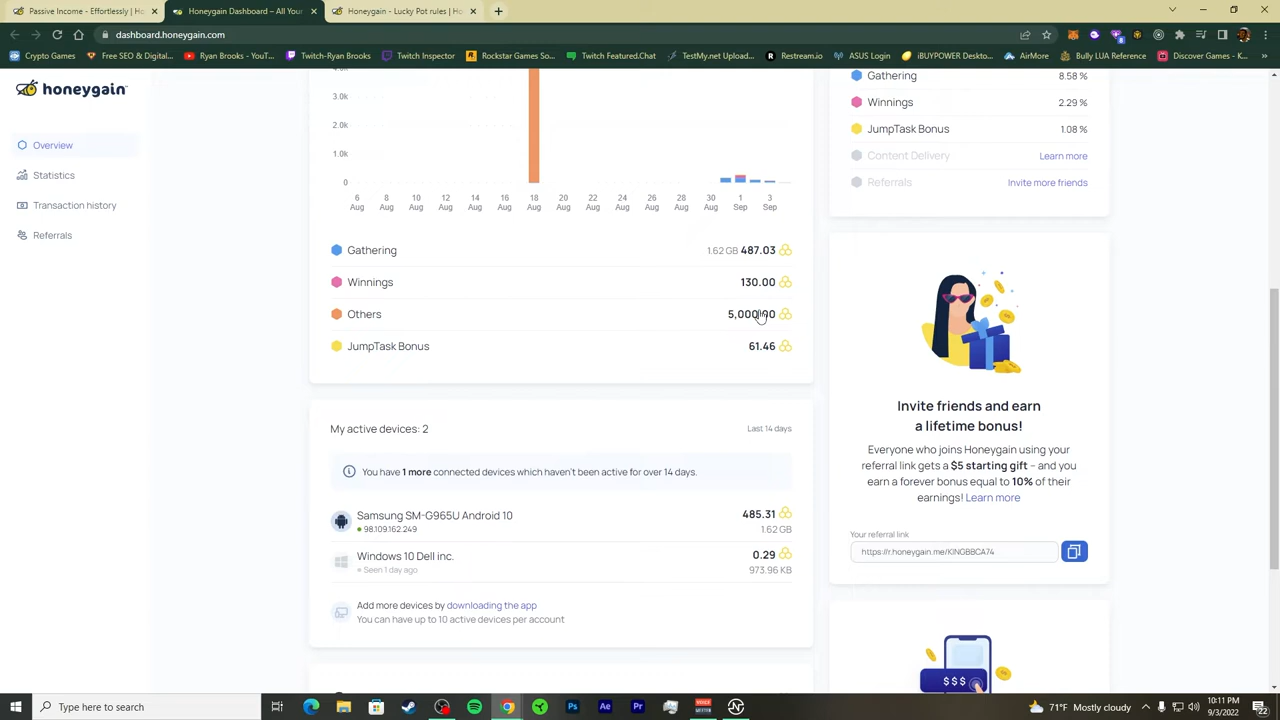 Passive Income - Effortlessly | Ho
Honeygain Dashboard – All Your
Honeygain - Lucky Pot rules | Ho
dashboard.honeygain.com
Crypto Games
Free SEO & Digital...
Ryan Brooks - YouT...
Twitch-Ryan Brooks
Twitch Inspector
Rockstar Games So...
Twitch Featured.Chat
TestMy.net Upload...
Restream.io
ASUS Login
iBUYPOWER Deskto...
AirMore
Bully LUA Reference
Discover Games - K...
honeygain
Overview
Statistics
Transaction history
Referrals
3.0k
2.0k
1.0k
0
6 Aug
8 Aug
10 Aug
12 Aug
14 Aug
16 Aug
18 Aug
20 Aug
22 Aug
24 Aug
26 Aug
28 Aug
30 Aug
1 Sep
3 Sep
Gathering 1.62 GB 487.03
Winnings 130.00
Others 5,000.00
JumpTask Bonus 61.46
My active devices: 2
Last 14 days
You have 1 more connected devices which haven't been active for over 14 days.
Samsung SM-G965U Android 10 485.31
98.109.162.249 1.62 GB
Windows 10 Dell inc. 0.29
Seen 1 day ago 973.96 KB
Add more devices by downloading the app
You can have up to 10 active devices per account
Gathering 8.58 %
Winnings 2.29 %
JumpTask Bonus 1.08 %
Content Delivery Learn more
Referrals Invite more friends
Invite friends and earn
a lifetime bonus!
Everyone who joins Honeygain using your
referral link gets a $5 starting gift – and you
earn a forever bonus equal to 10% of their
earnings! Learn more
Your referral link
https://r.honeygain.me/KINGBBCA74
$$$
Type here to search
71°F Mostly cloudy
10:11 PM
9/3/2022
22